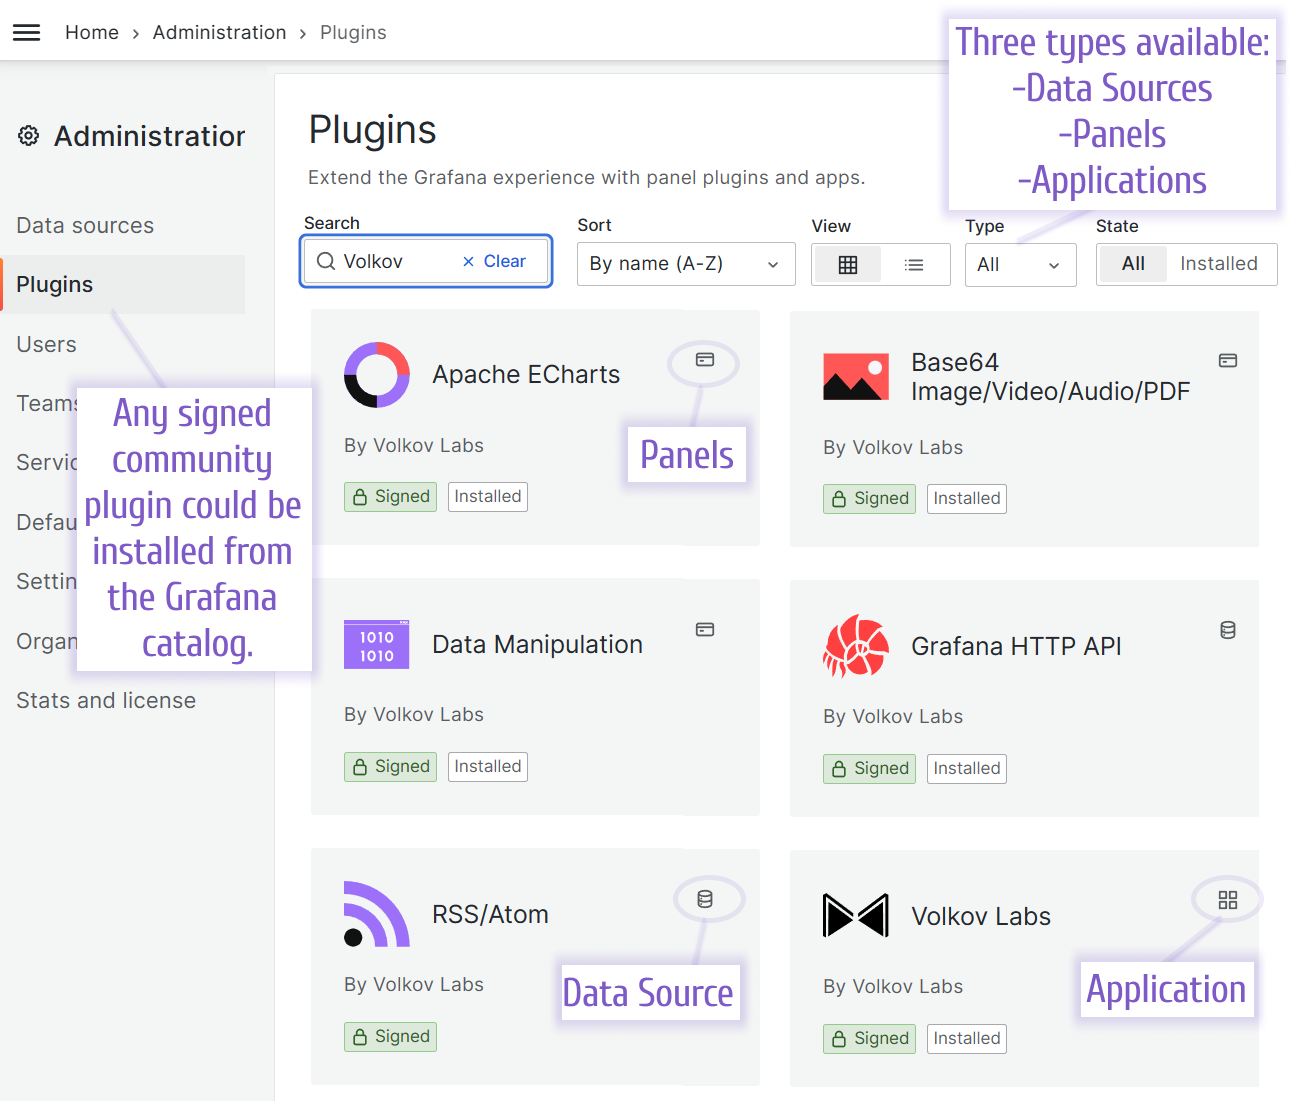 Home › Administration › Plugins
Three types available:
-Data Sources
-Panels
-Applications
Administration
Data sources
Plugins
Users
Teams
Servic
Defau
Settin
Organ
Stats and license
Any signed
community
plugin could be
installed from
the Grafana
catalog.
Plugins
Extend the Grafana experience with panel plugins and apps.
Search
Sort
View
Type
State
Volkov
Clear
By name (A-Z)
All
All
Installed
Apache ECharts
By Volkov Labs
Signed
Installed
Panels
Base64
Image/Video/Audio/PDF
By Volkov Labs
Signed
Installed
1010
1010
Data Manipulation
By Volkov Labs
Signed
Installed
Grafana HTTP API
By Volkov Labs
Signed
Installed
RSS/Atom
By Volkov Labs
Signed
Data Source
Volkov Labs
By Volkov Labs
Signed
Installed
Application